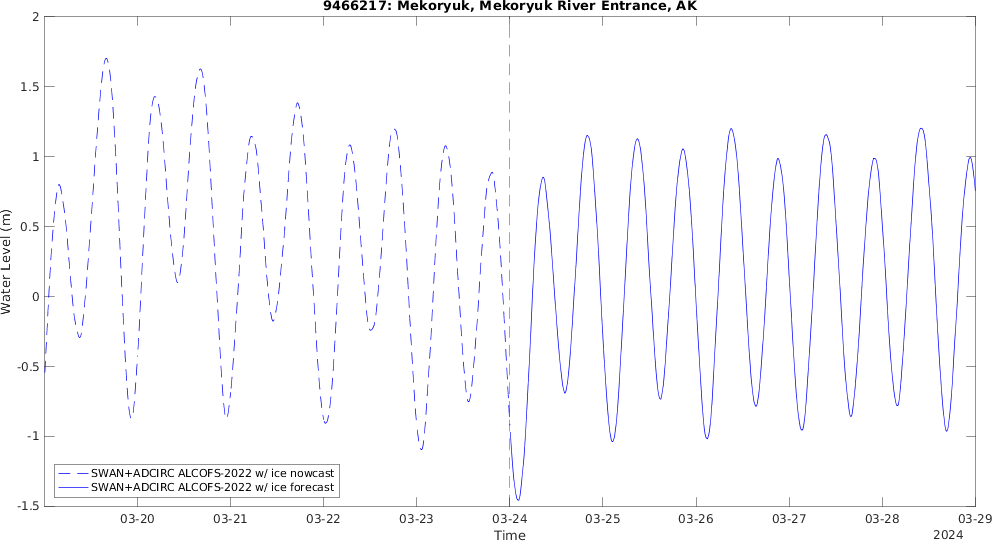 9466217: Mekoryuk, Mekoryuk River Entrance, AK
2
1.5
1
0.5
0
-0.5
-1
-1.5
Water Level (m)
SWAN+ADCIRC ALCOFS-2022 w/ ice nowcast
SWAN+ADCIRC ALCOFS-2022 w/ ice forecast
03-20 03-21 03-22 03-23 03-24 03-25 03-26 03-27 03-28 03-29
Time
2024